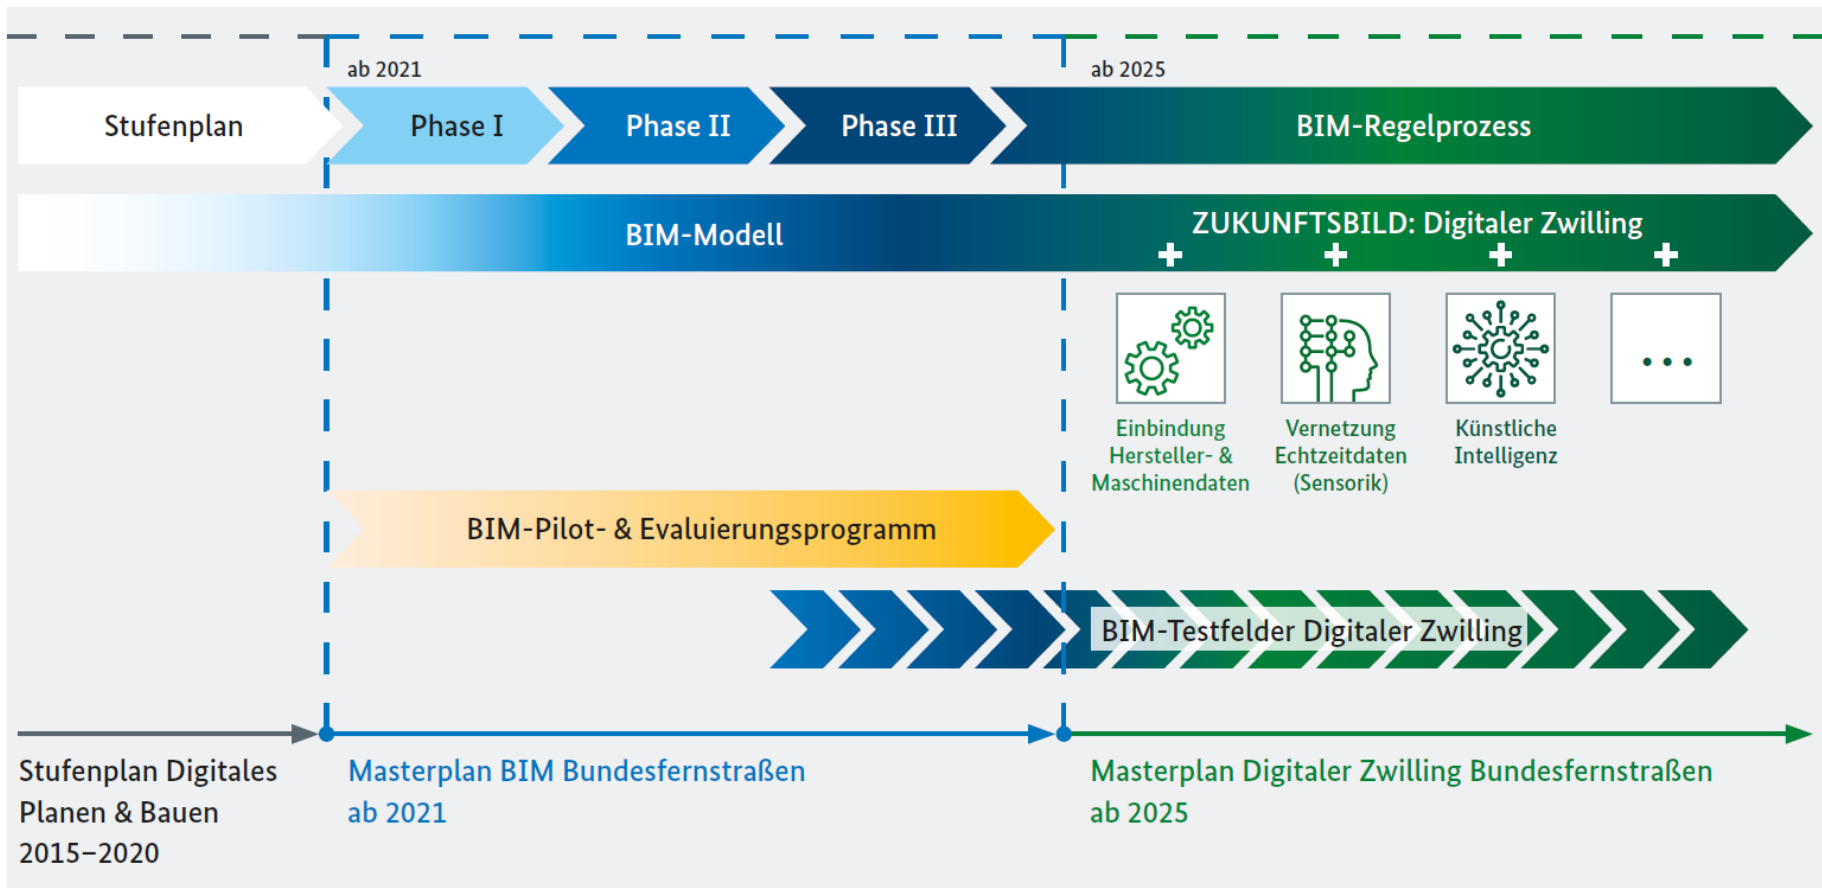 ab 2021
ab 2025
Stufenplan
Phase I
Phase II
Phase III
BIM-Regelprozess
BIM-Modell
ZUKUNFTSBILD: Digitaler Zwilling
Einbindung
Hersteller- &
Maschinendaten
Vernetzung
Echtzeitdaten
(Sensorik)
Künstliche
Intelligenz
...
BIM-Pilot- & Evaluierungsprogramm
BIM-Testfelder Digitaler Zwilling
Stufenplan Digitales
Planen & Bauen
2015–2020
Masterplan BIM Bundesfernstraßen
ab 2021
Masterplan Digitaler Zwilling Bundesfernstraßen
ab 2025